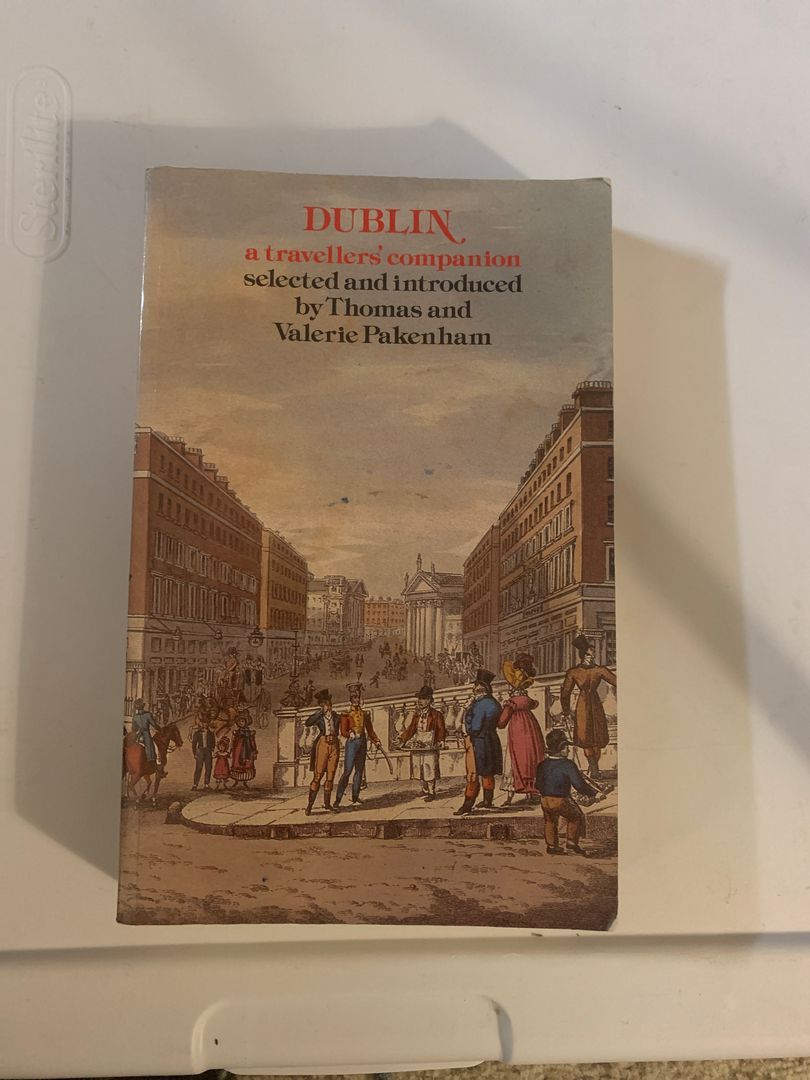 Sterilite
DUBLIN
a travellers' companion
selected and introduced
by Thomas and
Valerie Pakenham